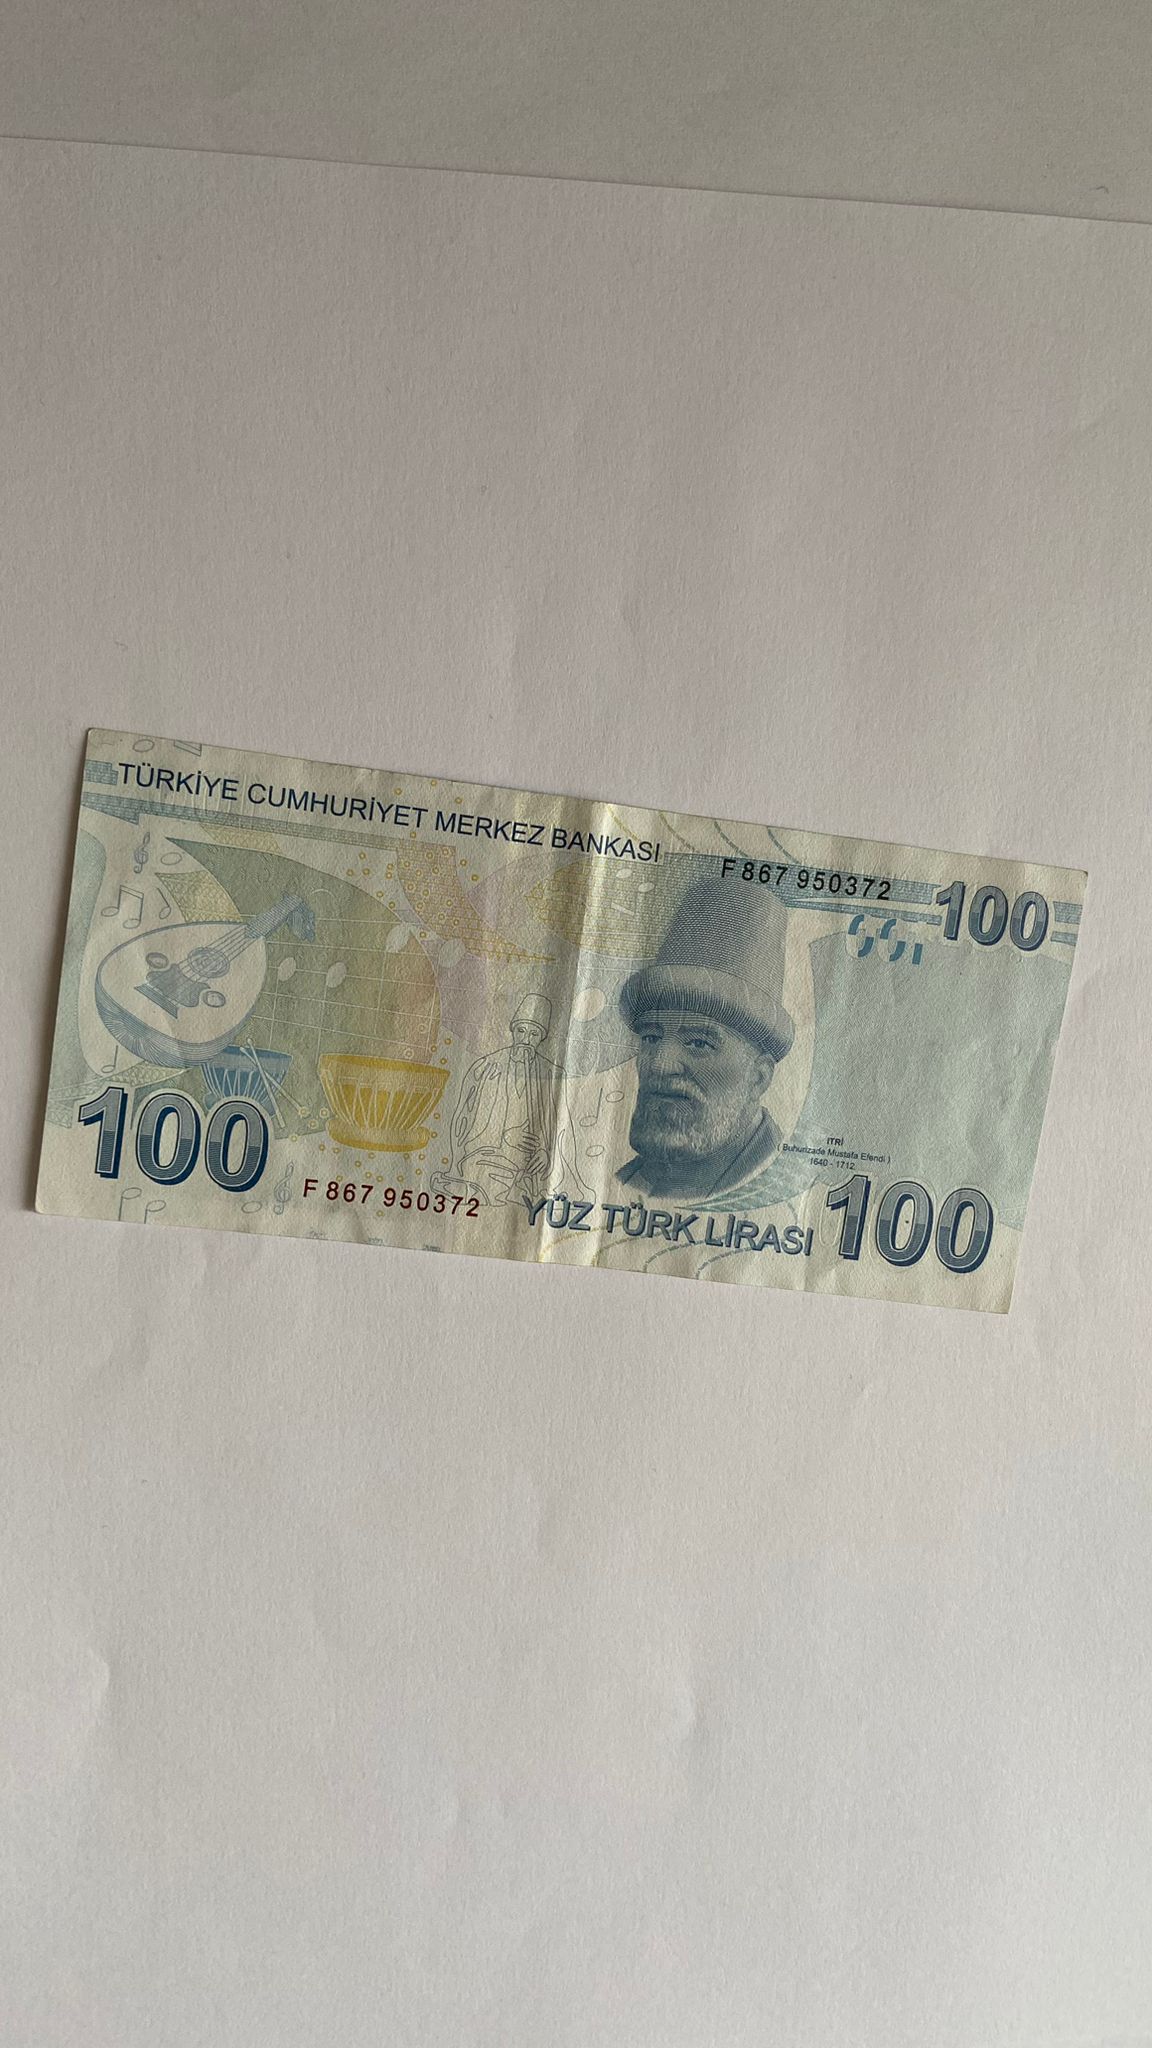 TÜRKİYE CUMHURİYET MERKEZ BANKASI
F 867 950372
100
ITRİ
( Buhurizade Mustafa Efendi )
1640 - 1712
100
F 867 950372
YÜZ TÜRK LİRASI
100